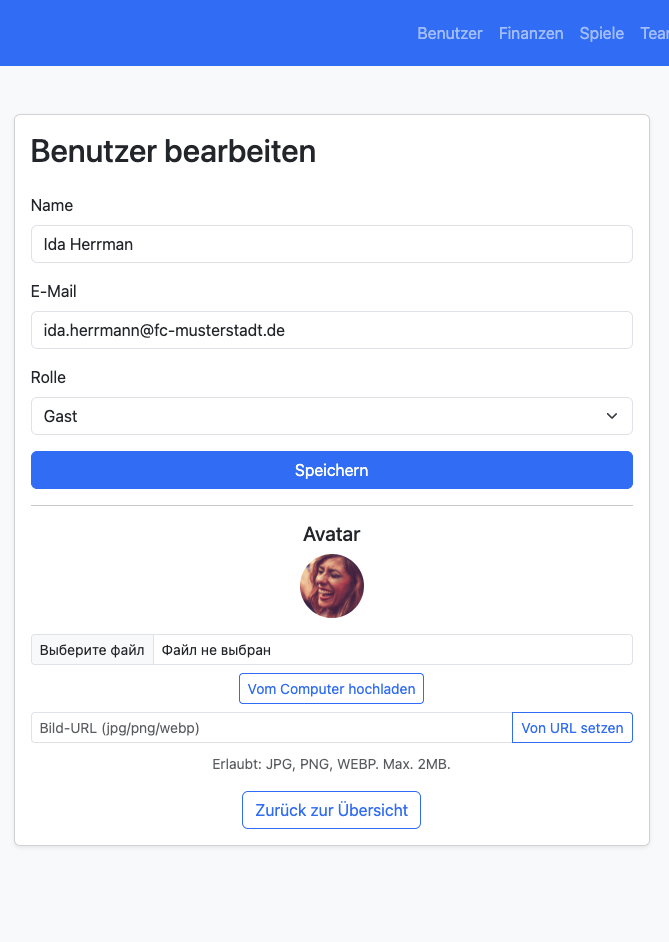 Benutzer Finanzen Spiele
Benutzer bearbeiten
Name
Ida Herrman
E-Mail
ida.herrmann@fc-musterstadt.de
Rolle
Gast
Speichern
Avatar
Выберите файл Файл не выбран
Vom Computer hochladen
Bild-URL (jpg/png/webp) Von URL setzen
Erlaubt: JPG, PNG, WEBP. Max. 2MB.
Zurück zur Übersicht